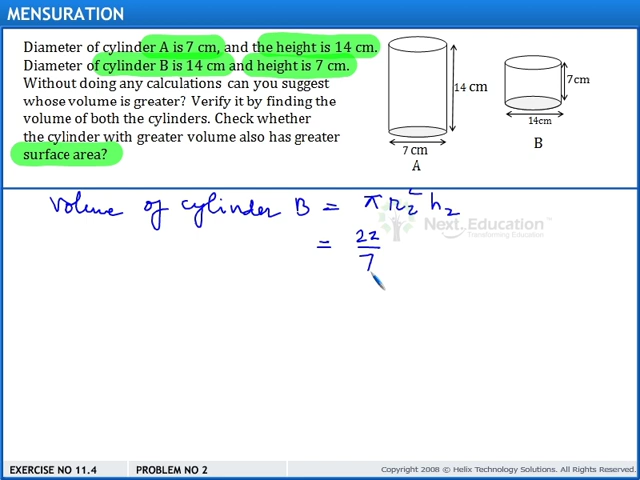 MENSURATION
Diameter of cylinder A is 7 cm, and the height is 14 cm.
Diameter of cylinder B is 14 cm and height is 7 cm.
Without doing any calculations can you suggest
whose volume is greater? Verify it by finding the
volume of both the cylinders. Check whether
the cylinder with greater volume also has greater
surface area?
14 cm
7 cm
A
7cm
14cm
B
Volume of cylinder B = π r₂² h₂
= 22/7
Next Education
Transforming Education
EXERCISE NO 11.4
PROBLEM NO 2
Copyright 2008 © Helix Technology Solutions. All Rights Reserved.